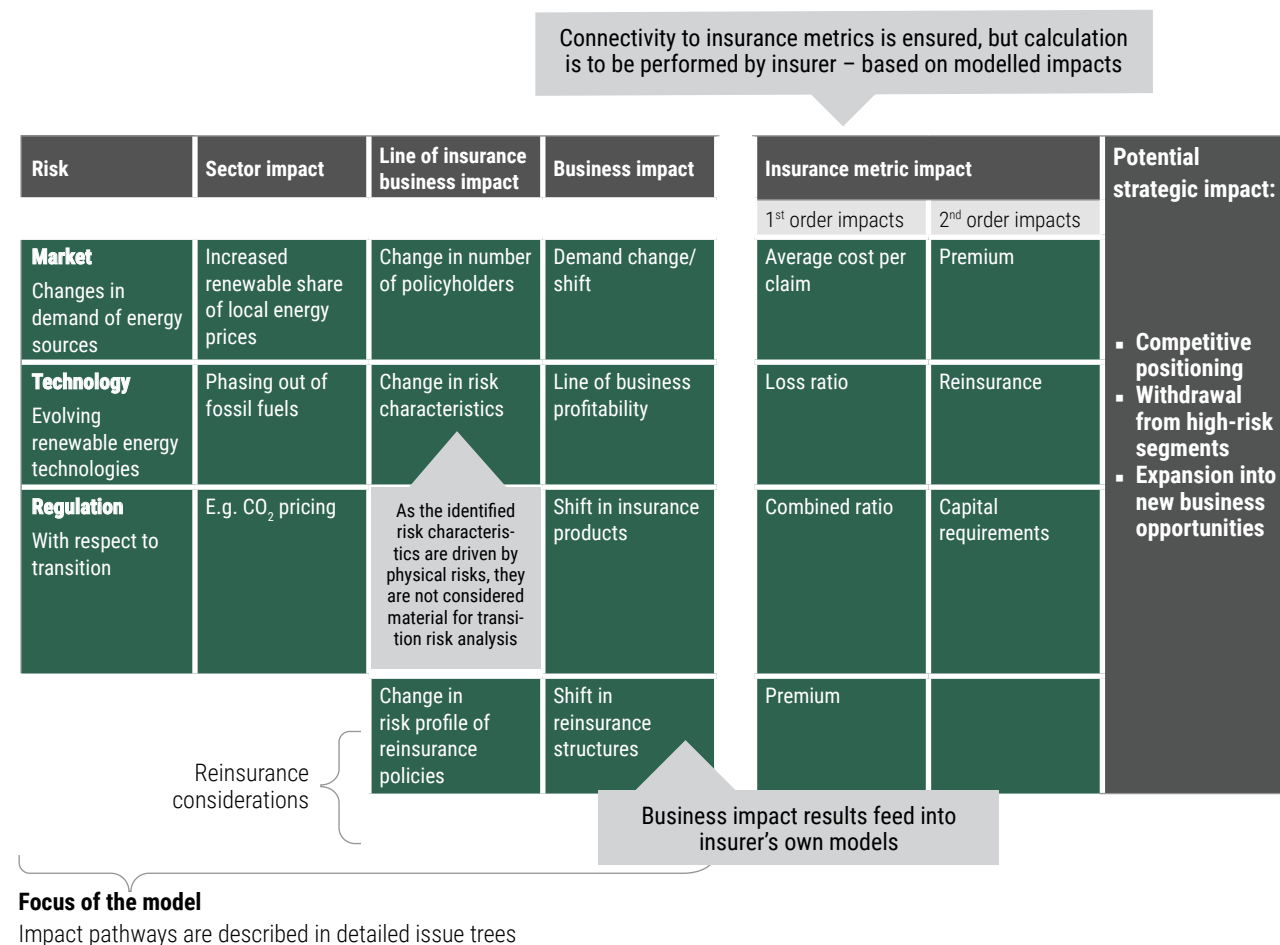 Connectivity to insurance metrics is ensured, but calculation
is to be performed by insurer – based on modelled impacts
Risk
Sector impact
Line of insurance
business impact
Business impact
Insurance metric impact
Potential
strategic impact:
1st order impacts
2nd order impacts
Market
Changes in
demand of energy
sources
Increased
renewable share
of local energy
prices
Change in number
of policyholders
Demand change/
shift
Average cost per
claim
Premium
Technology
Evolving
renewable energy
technologies
Phasing out of
fossil fuels
Change in risk
characteristics
Line of business
profitability
Loss ratio
Reinsurance
Regulation
With respect to
transition
E.g. CO2 pricing
As the identified
risk characteris-
tics are driven by
physical risks, they
are not considered
material for transi-
tion risk analysis
Shift in insurance
products
Combined ratio
Capital
requirements
▪ Competitive
positioning
▪ Withdrawal
from high-risk
segments
▪ Expansion into
new business
opportunities
Change in
risk profile of
reinsurance
policies
Shift in
reinsurance
structures
Premium
Reinsurance
considerations
Business impact results feed into
insurer’s own models
Focus of the model
Impact pathways are described in detailed issue trees